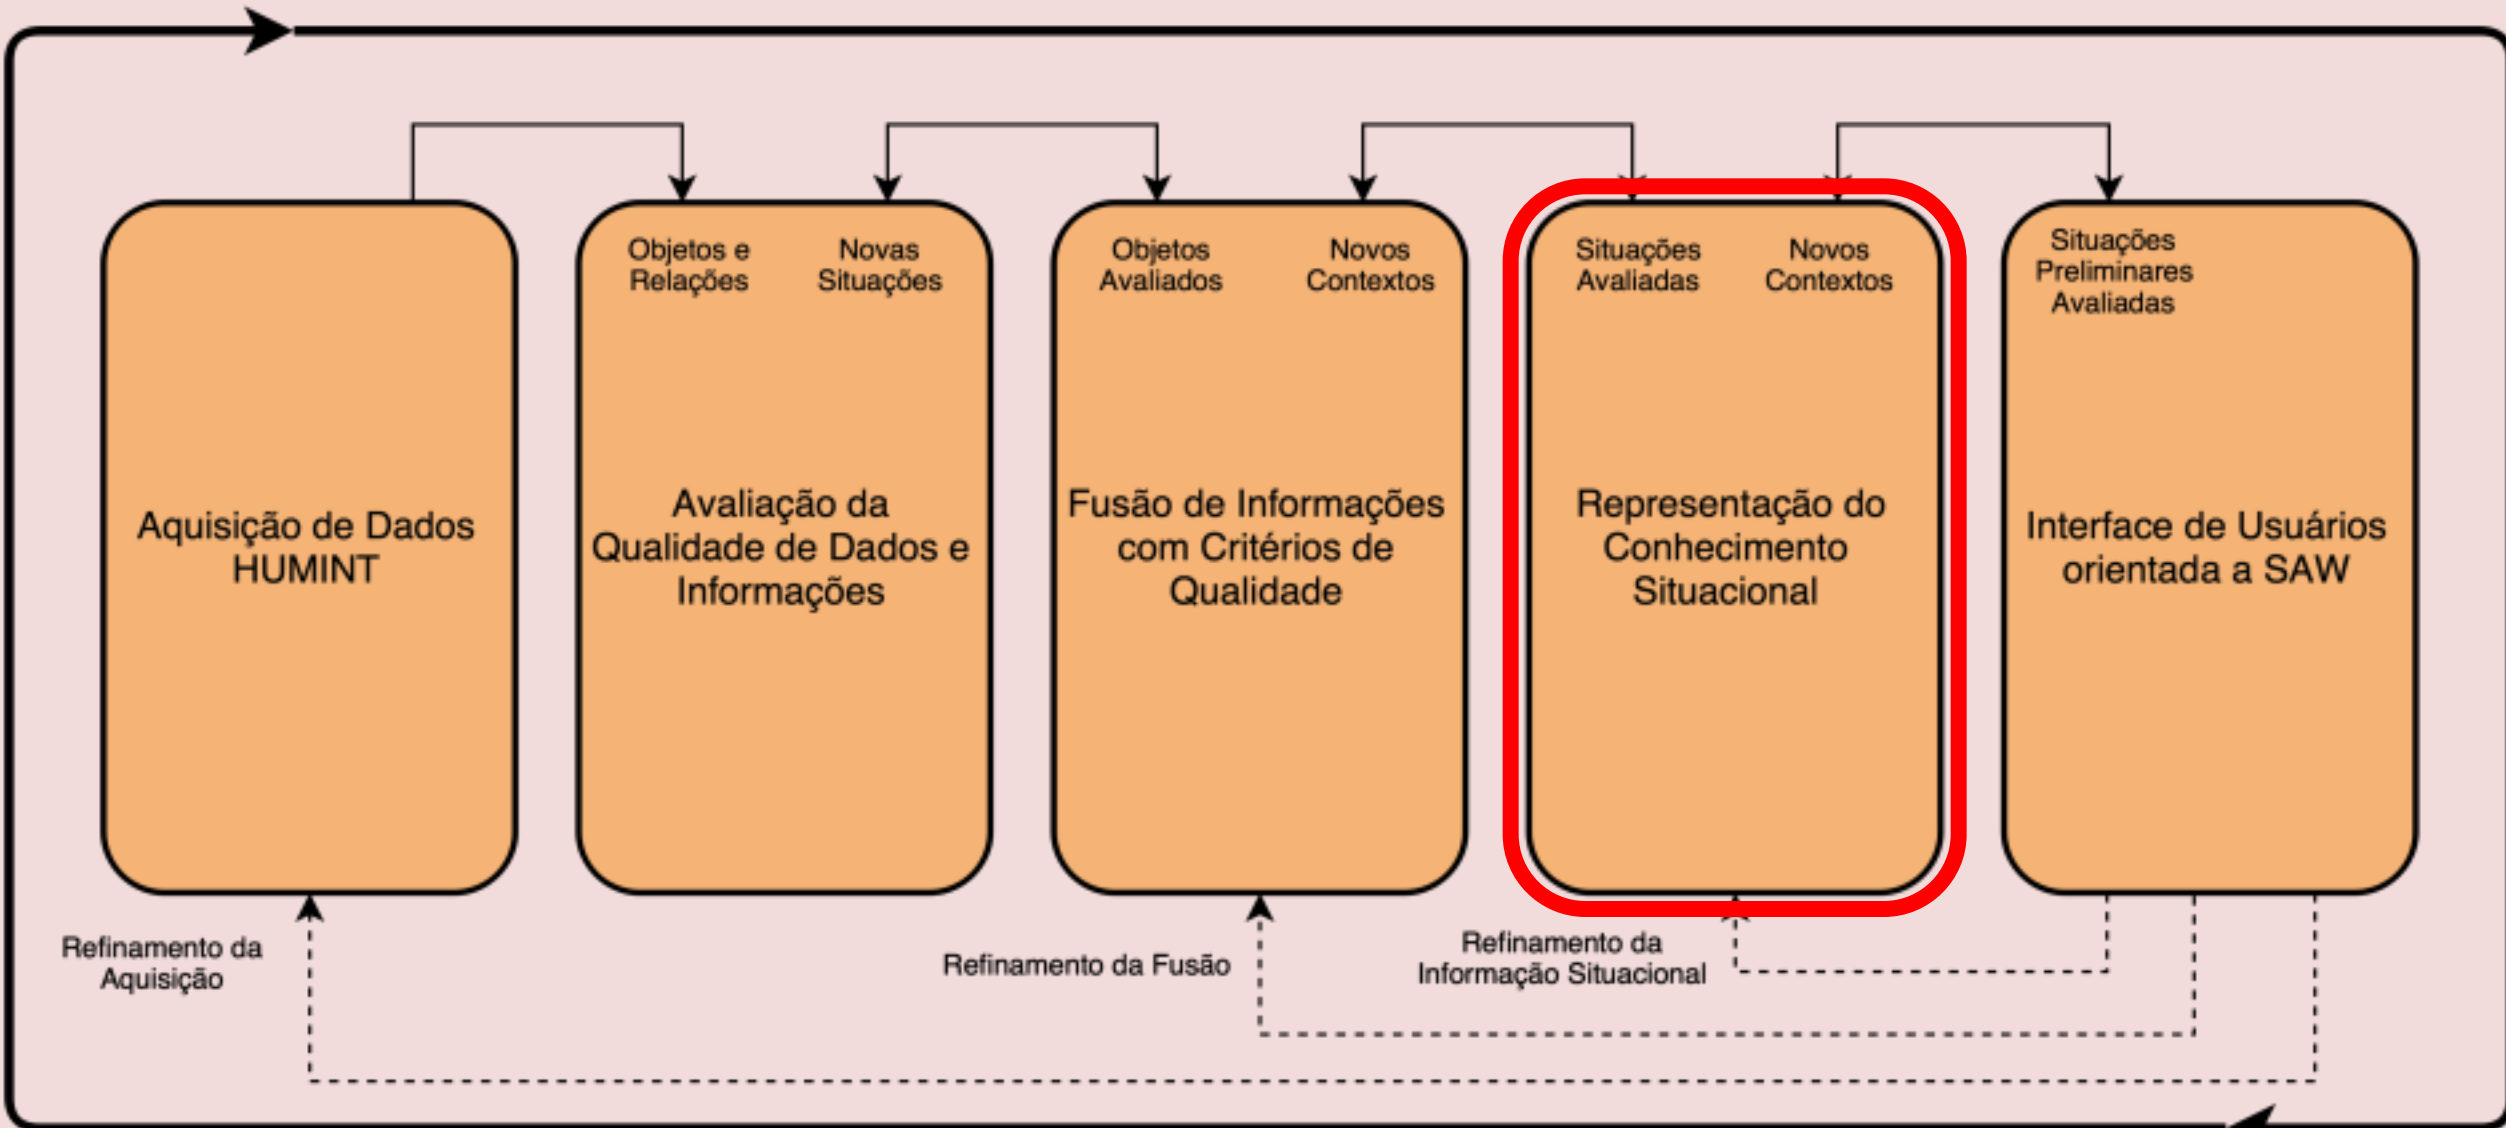 Objetos e
Relações
Novas
Situações
Objetos
Avaliados
Novos
Contextos
Situações
Avaliadas
Novos
Contextos
Situações
Preliminares
Avaliadas
Aquisição de Dados
HUMINT
Avaliação da
Qualidade de Dados e
Informações
Fusão de Informações
com Critérios de
Qualidade
Representação do
Conhecimento
Situacional
Interface de Usuários
orientada a SAW
Refinamento da
Aquisição
Refinamento da Fusão
Refinamento da
Informação Situacional